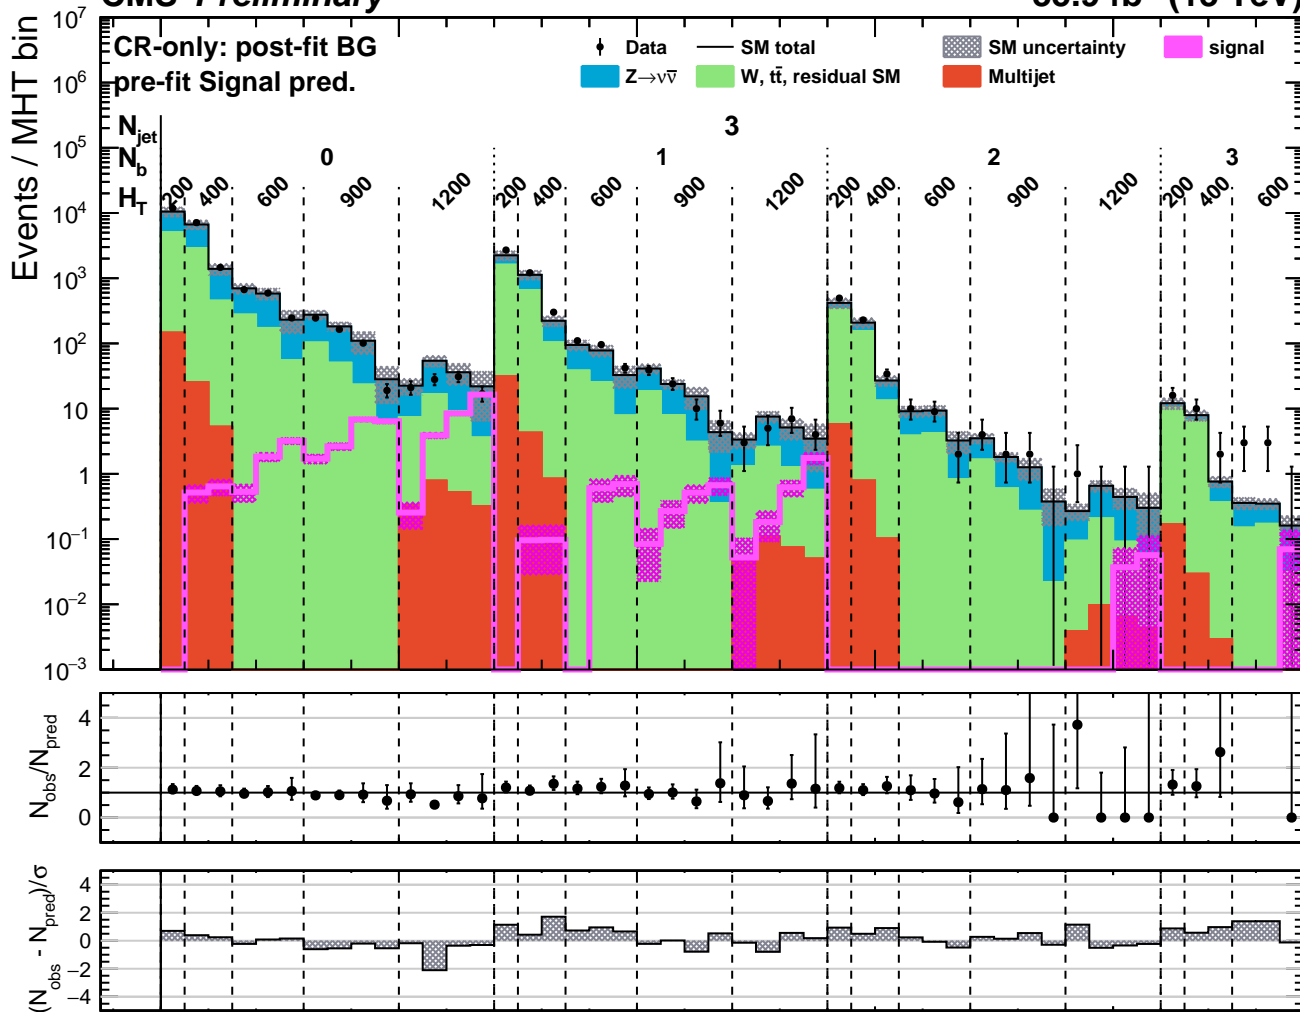 CMS Preliminary
CR-only: post-fit BG
pre-fit Signal pred.
Data
SM total
SM uncertainty
signal
Z→νν̄
W, tt̄, residual SM
Multijet
N_jet 3
N_b 0 1 2 3
H_T 200 400 600 900 1200 200 400 600 900 1200 200 400 600 900 1200 200 400 600
Events / MHT bin
10^7
10^6
10^5
10^4
10^3
10^2
10
1
10^−1
10^−2
10^−3
N_obs/N_pred
4
2
0
(N_obs - N_pred)/σ
4
2
0
−2
−4